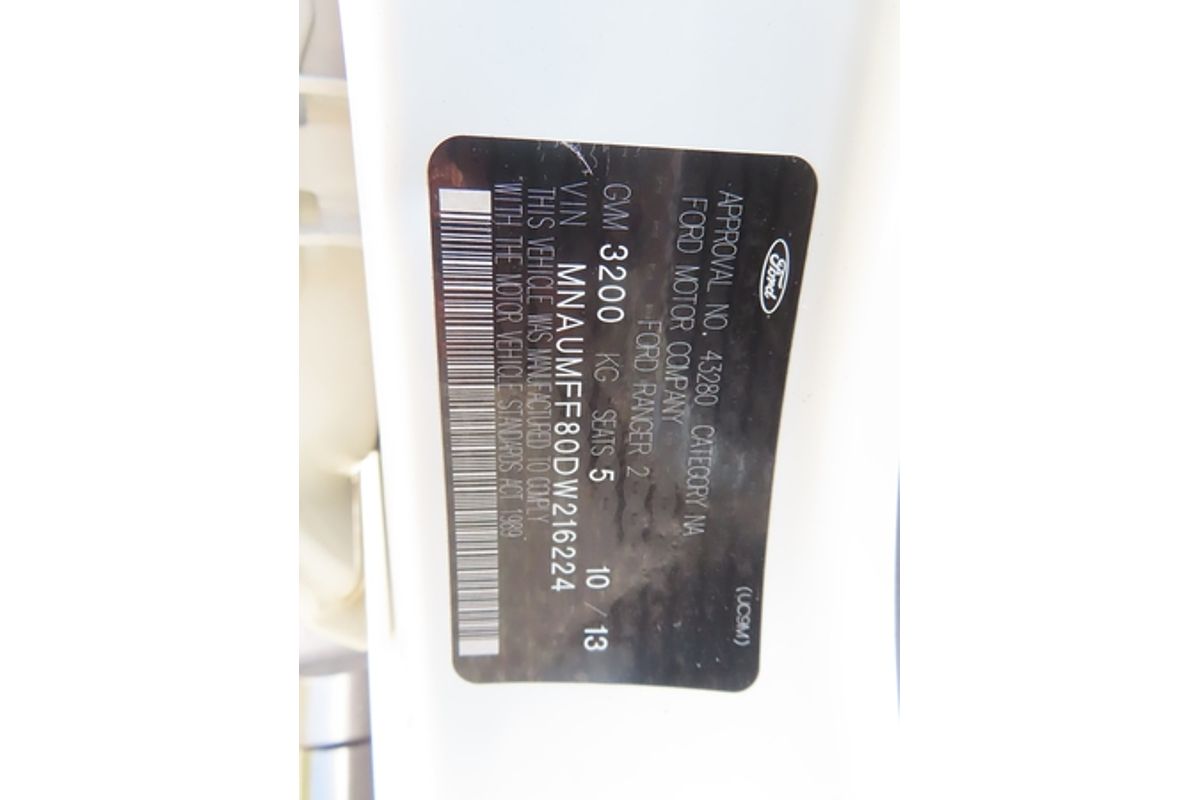 Ford
(UC9M)
APPROVAL NO. 43280 CATEGORY NA
FORD MOTOR COMPANY
FORD RANGER 2
GVM 3200 KG SEATS 5 10 / 13
VIN MNAUMFF80DW216224
THIS VEHICLE WAS MANUFACTURED TO COMPLY
WITH THE MOTOR VEHICLE STANDARDS ACT 1989